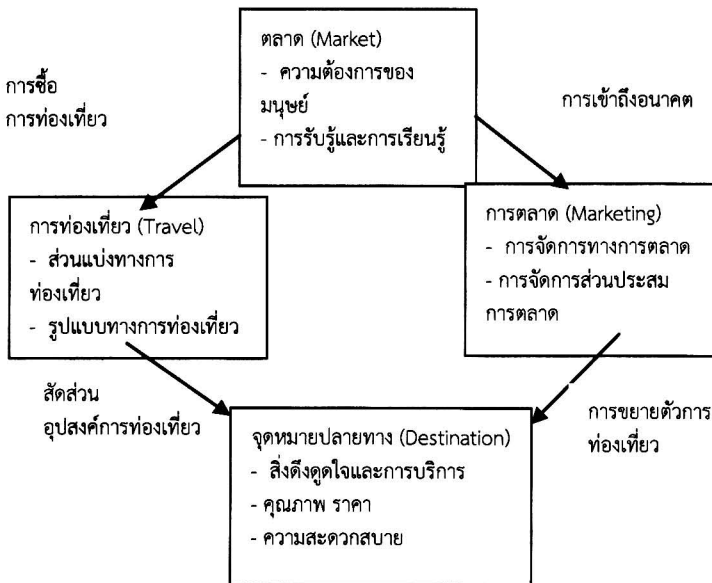 ตลาด (Market)
- ความต้องการของ
มนุษย์
- การรับรู้และการเรียนรู้
การซื้อ
การท่องเที่ยว
การเข้าถึงอนาคต
การท่องเที่ยว (Travel)
- ส่วนแบ่งทางการ
ท่องเที่ยว
- รูปแบบทางการท่องเที่ยว
การตลาด (Marketing)
- การจัดการทางการตลาด
- การจัดการส่วนประสม
การตลาด
สัดส่วน
อุปสงค์การท่องเที่ยว
การขยายตัวการ
ท่องเที่ยว
จุดหมายปลายทาง (Destination)
- สิ่งดึงดูดใจและการบริการ
- คุณภาพ ราคา
- ความสะดวกสบาย